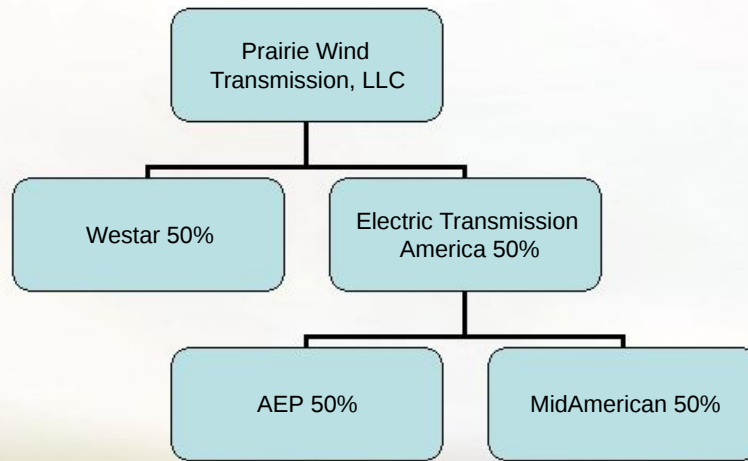 Prairie Wind
Transmission, LLC
Westar 50%
Electric Transmission
America 50%
AEP 50%
MidAmerican 50%